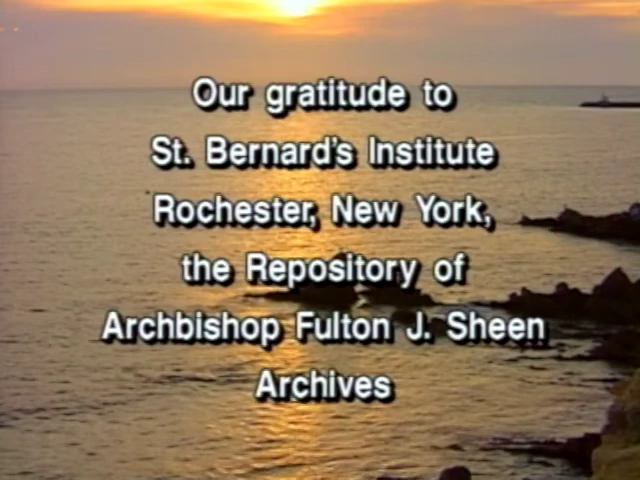 Our gratitude to
St. Bernard's Institute
Rochester, New York,
the Repository of
Archbishop Fulton J. Sheen
Archives